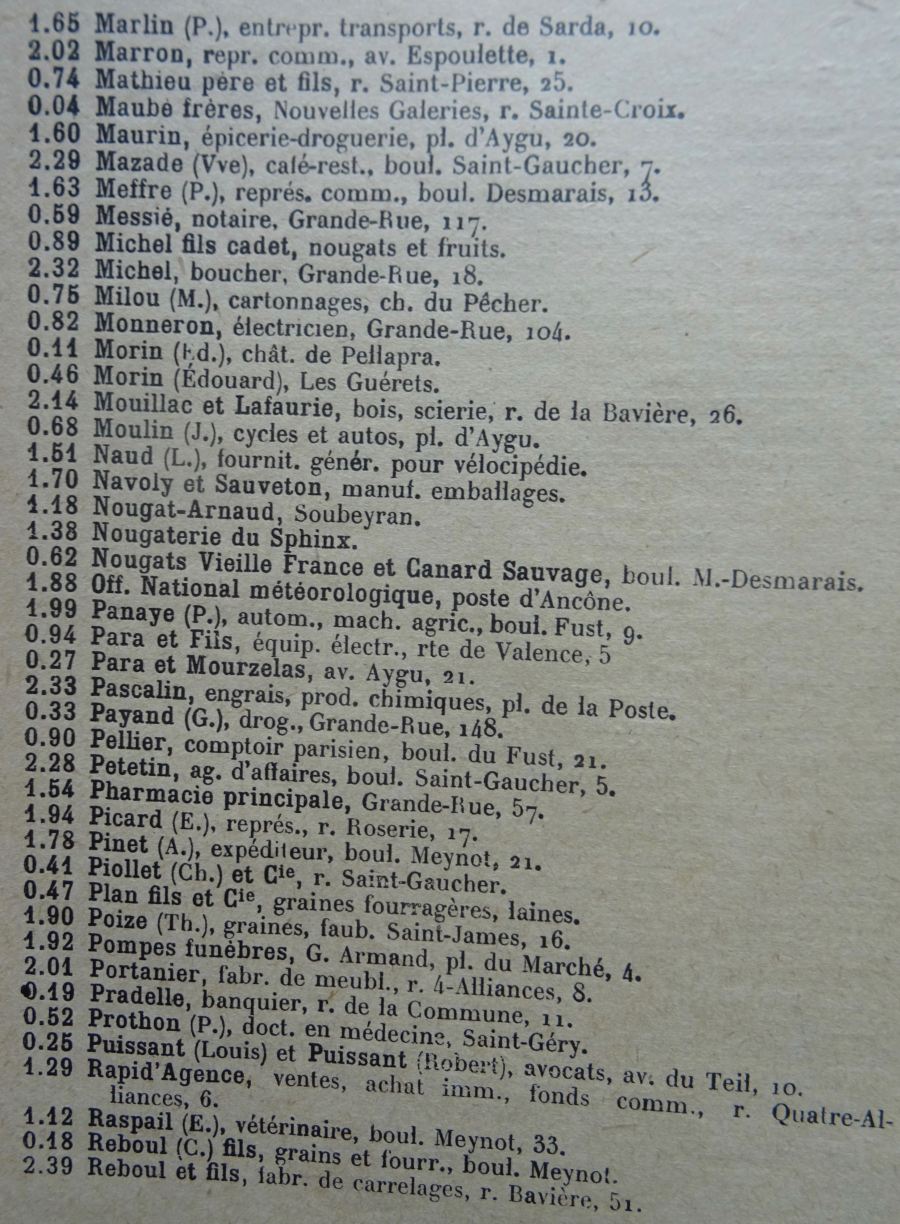 1.65 Marlin (P.), entrepr. transports, r. de Sarda, 10.
2.02 Marron, repr. comm., av. Espoulette, 1.
0.74 Mathieu père et fils, r. Saint-Pierre, 25.
0.04 Maubé frères, Nouvelles Galeries, r. Sainte-Croix.
1.60 Maurin, épicerie-droguerie, pl. d'Aygu, 20.
2.29 Mazade (Vve), café-rest., boul. Saint-Gaucher, 7.
1.63 Meffre (P.), représ. comm., boul. Desmarais, 13.
0.59 Messié, notaire, Grande-Rue, 117.
0.89 Michel fils cadet, nougats et fruits.
2.32 Michel, boucher, Grande-Rue, 18.
0.75 Milou (M.), cartonnages, ch. du Pêcher.
0.82 Monneron, électricien, Grande-Rue, 104.
0.11 Morin (Éd.), chât. de Pellapra.
0.46 Morin (Édouard), Les Guérets.
2.14 Mouillac et Lafaurie, bois, scierie, r. de la Bavière, 26.
0.68 Moulin (J.), cycles et autos, pl. d'Aygu.
1.51 Naud (L.), fournit. génér. pour vélocipédie.
1.70 Navoly et Sauveton, manuf. emballages.
1.18 Nougat-Arnaud, Soubeyran.
1.38 Nougaterie du Sphinx.
0.62 Nougats Vieille France et Canard Sauvage, boul. M.-Desmarais.
1.88 Off. National météorologique, poste d'Ancône.
1.99 Panaye (P.), autom., mach. agric., boul. Fust, 9.
0.94 Para et Fils, équip. électr., rte de Valence, 5
0.27 Para et Mourzelas, av. Aygu, 21.
2.33 Pascalin, engrais, prod. chimiques, pl. de la Poste.
0.33 Payand (G.), drog., Grande-Rue, 148.
0.90 Pellier, comptoir parisien, boul. du Fust, 21.
2.28 Petetin, ag. d'affaires, boul. Saint-Gaucher, 5.
1.54 Pharmacie principale, Grande-Rue, 57.
1.94 Picard (E.), représ., r. Roserie, 17.
1.78 Pinet (A.), expéditeur, boul. Meynot, 21.
0.41 Piollet (Ch.) et Cie, r. Saint-Gaucher.
0.47 Plan fils et Cie, graines fourragères, laines.
1.90 Poize (Th.), graines, faub. Saint-James, 16.
1.92 Pompes funèbres, G. Armand, pl. du Marché, 4.
2.01 Portanier, fabr. de meubl., r. 4-Alliances, 8.
0.19 Pradelle, banquier, r. de la Commune, 11.
0.52 Prothon (P.), doct. en médecine, Saint-Géry.
0.25 Puissant (Louis) et Puissant (Robert), avocats, av. du Teil, 10.
1.29 Rapid'Agence, ventes, achat imm., fonds comm., r. Quatre-Al-
liances, 6.
1.12 Raspail (E.), vétérinaire, boul. Meynot, 33.
0.18 Reboul (C.) fils, grains et fourr., boul. Meynot.
2.39 Reboul et fils, fabr. de carrelages, r. Bavière, 51.